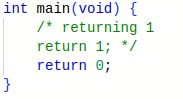 int main(void) {
    /* returning 1
    return 1; */
    return 0;
}